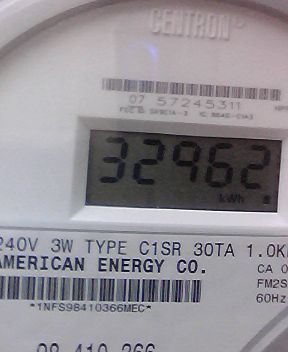 CENTRON
07 57245311
32962
kWh
240V 3W TYPE C1SR 30TA 1.0K
AMERICAN ENERGY CO.
CA 0
FM2S
60Hz
*1NFS98410366MEC*